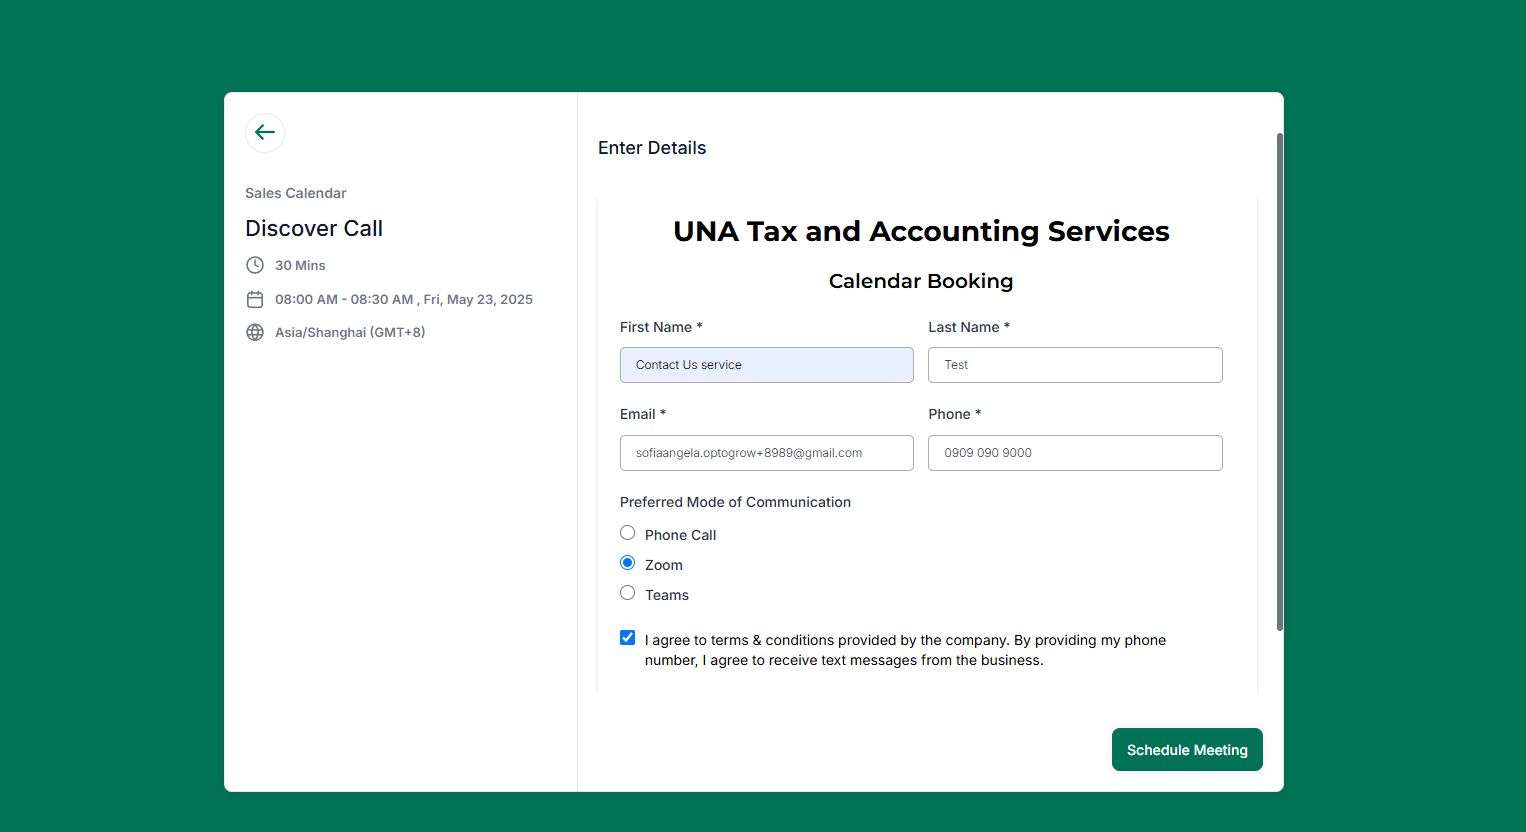 Sales Calendar
Discover Call
30 Mins
08:00 AM - 08:30 AM , Fri, May 23, 2025
Asia/Shanghai (GMT+8)
Enter Details
UNA Tax and Accounting Services
Calendar Booking
First Name *
Last Name *
Contact Us service
Test
Email *
Phone *
sofiaangela.optogrow+8989@gmail.com
0909 090 9000
Preferred Mode of Communication
Phone Call
Zoom
Teams
I agree to terms & conditions provided by the company. By providing my phone
number, I agree to receive text messages from the business.
Schedule Meeting